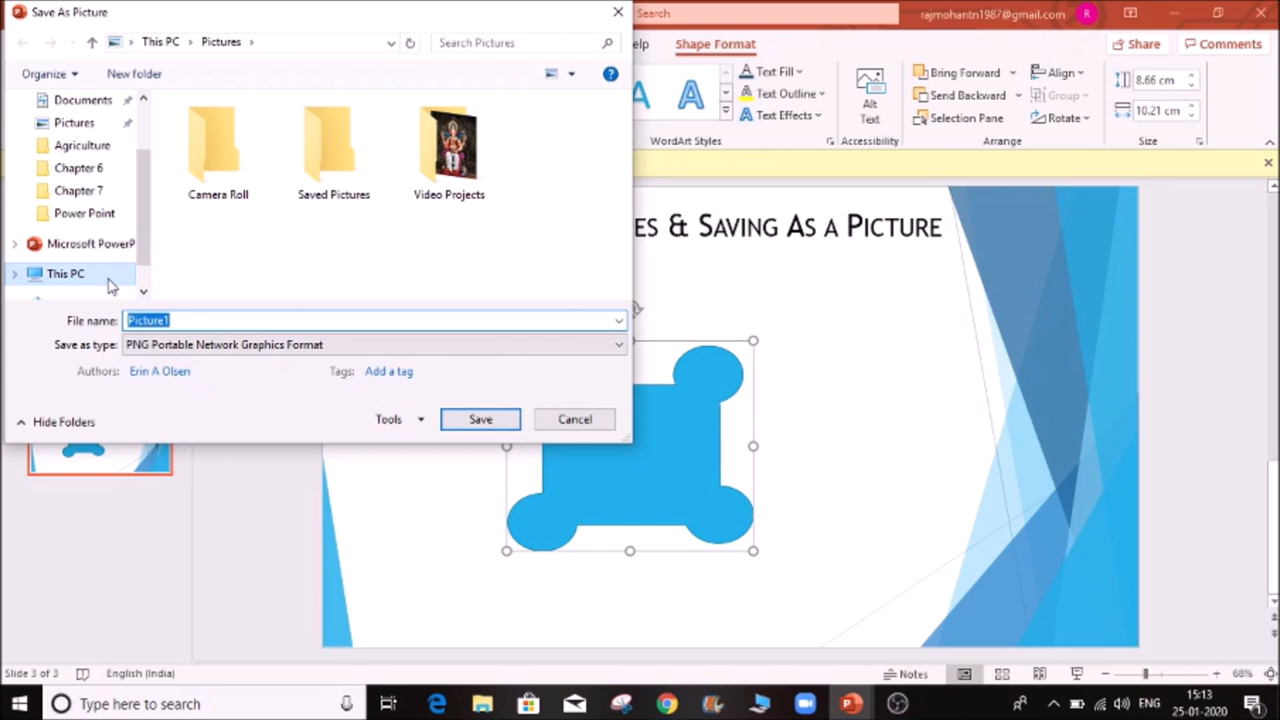 Save As Picture
Search
rajmohantn1987@gmail.com
R
This PC
Pictures
Search Pictures
Shape Format
Share
Comments
Organize
New folder
Documents
Pictures
Agriculture
Chapter 6
Chapter 7
Power Point
Microsoft PowerP
This PC
Camera Roll
Saved Pictures
Video Projects
A
Text Fill
Text Outline
Text Effects
WordArt Styles
Alt
Text
Accessibility
Bring Forward
Send Backward
Selection Pane
Align
Group
Rotate
Arrange
8.66 cm
10.21 cm
Size
File name: Picture1
Save as type: PNG Portable Network Graphics Format
Authors: Erin A Olsen
Tags: Add a tag
Hide Folders
Tools
Save
Cancel
ES & SAVING AS A PICTURE
Slide 3 of 3
English (India)
Notes
68%
Type here to search
ENG
15:13
25-01-2020
1